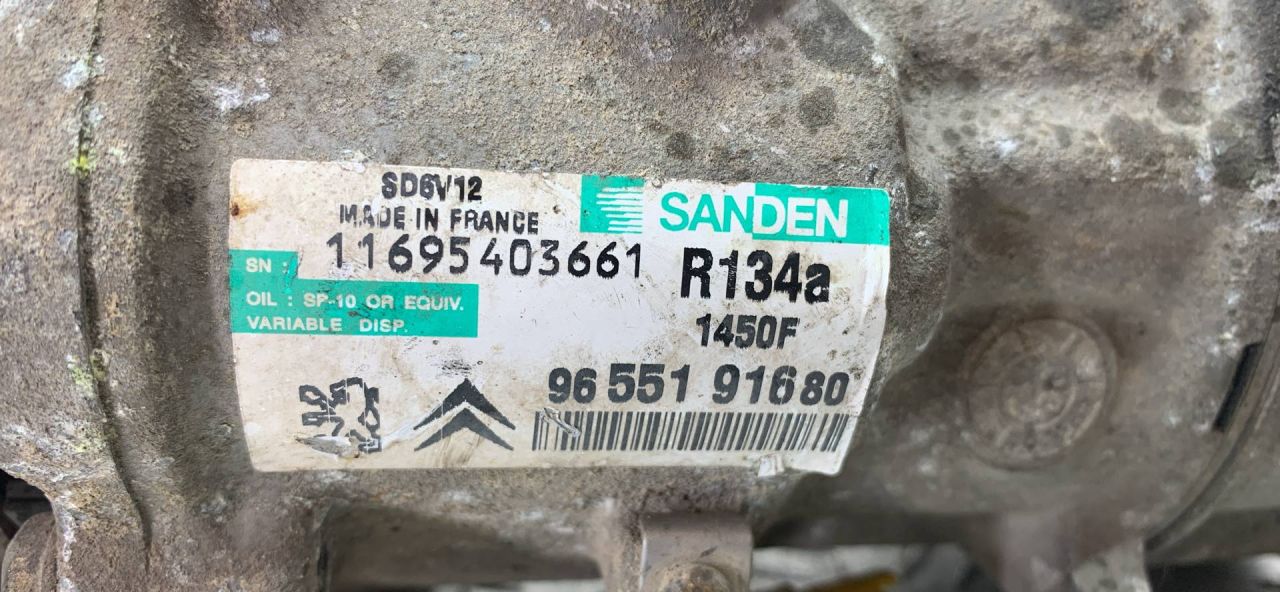 SD6V12
MADE IN FRANCE
SANDEN
SN : 11695403661
R134a
OIL : SP-10 OR EQUIV.
VARIABLE DISP.
1450F
96 551 916 80